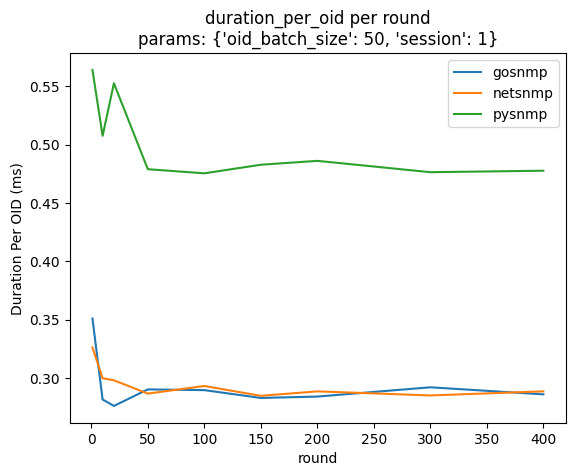 duration_per_oid per round
params: {'oid_batch_size': 50, 'session': 1}
gosnmp
netsnmp
pysnmp
Duration Per OID (ms)
0.55
0.50
0.45
0.40
0.35
0.30
0 50 100 150 200 250 300 350 400
round